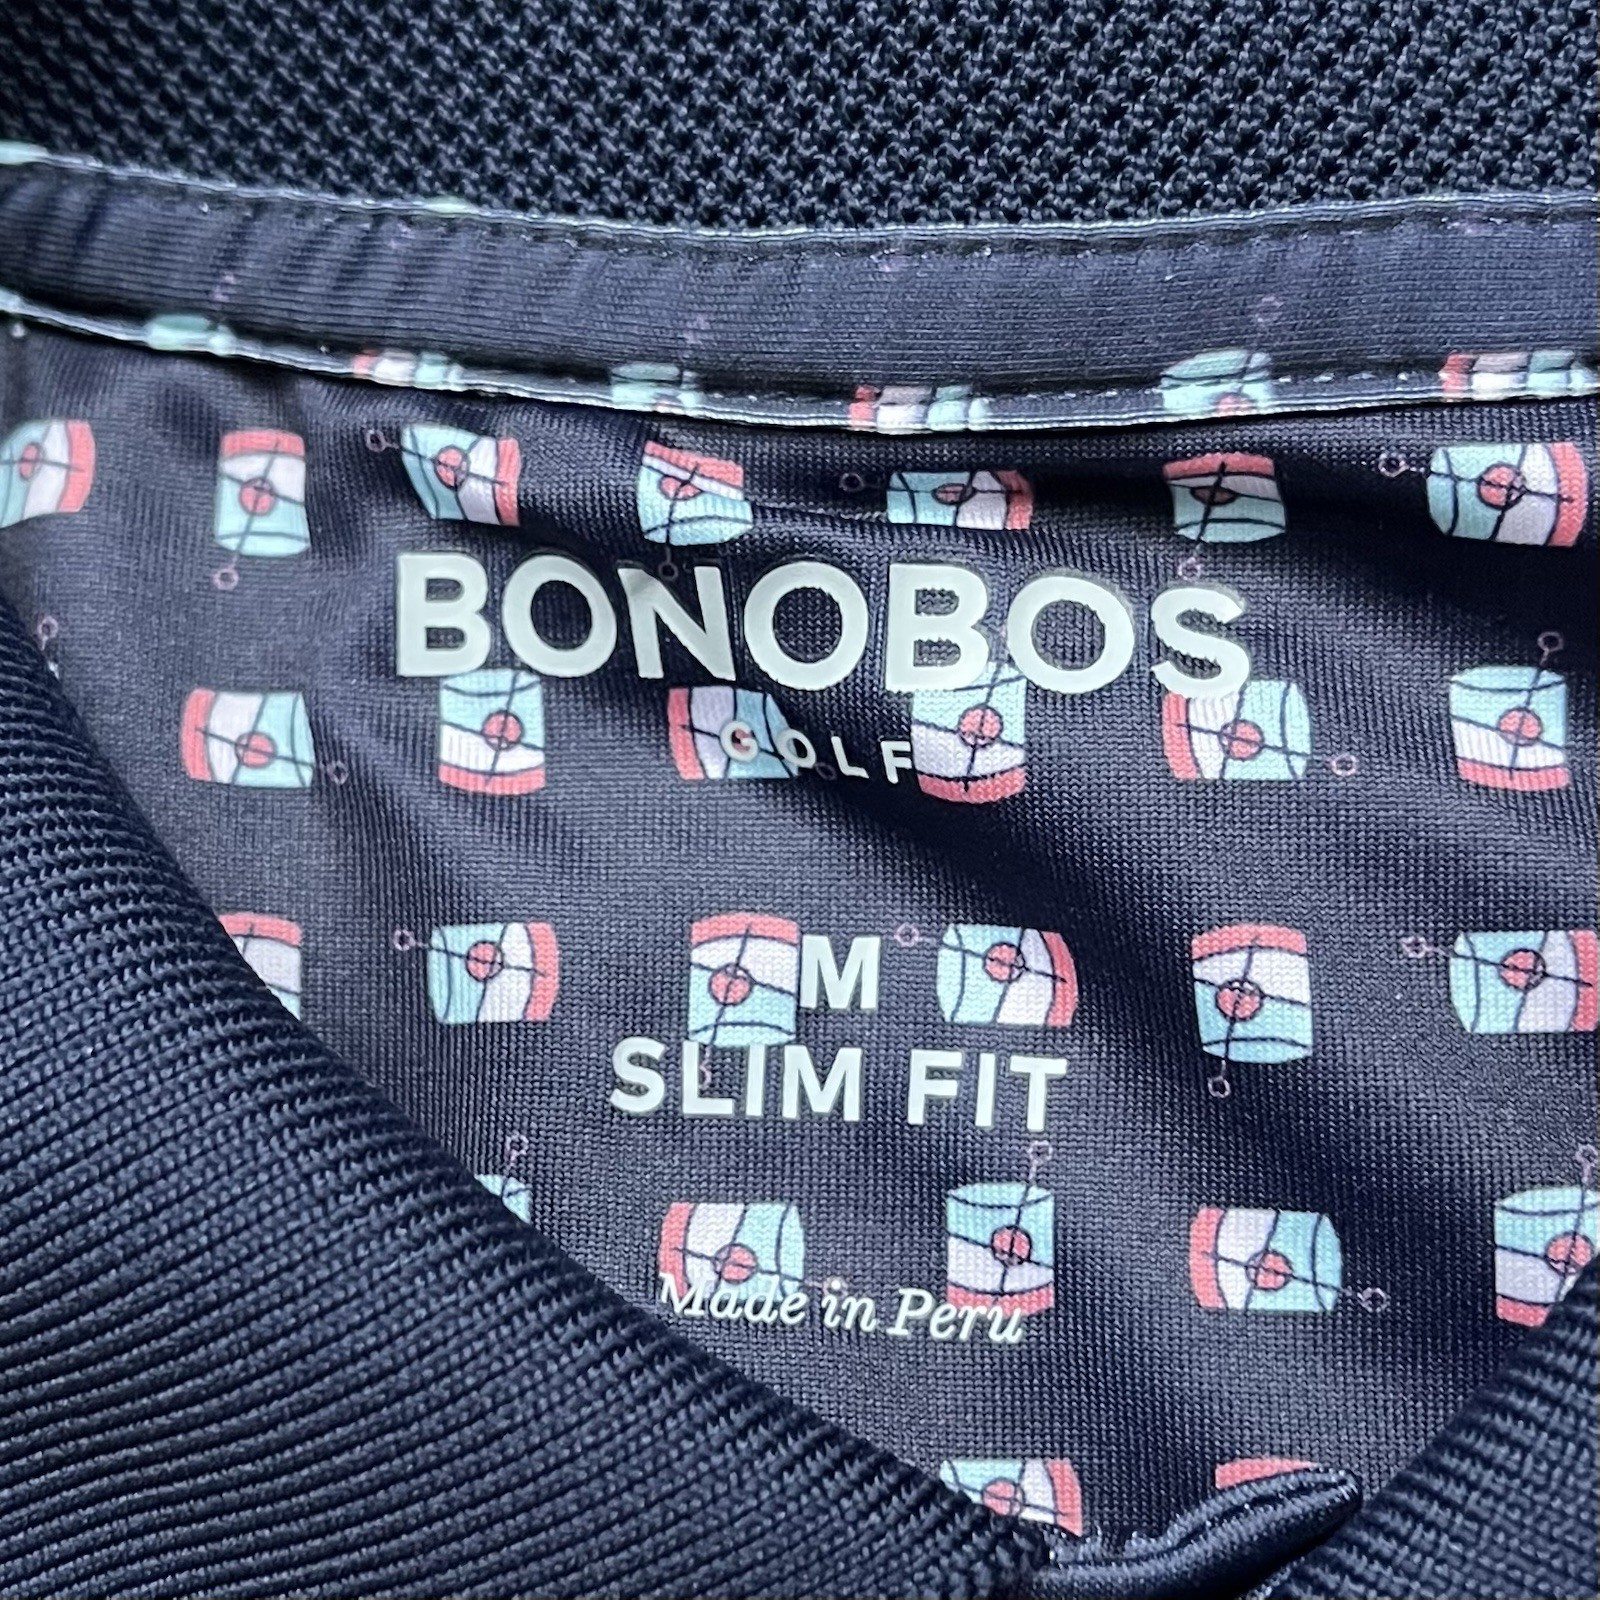 BONOBOS
GOLF
M
SLIM FIT
Made in Peru